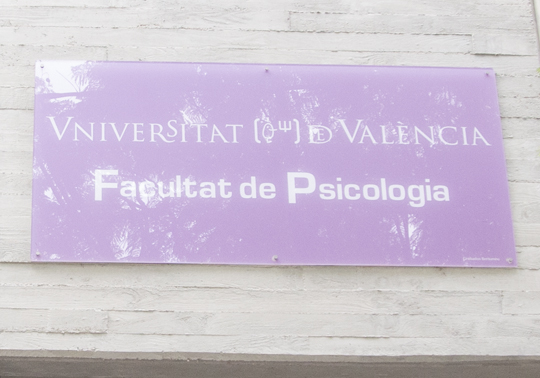 VNIVERSITAT (Ψ) D VALÈNCIA
Facultat de Psicologia